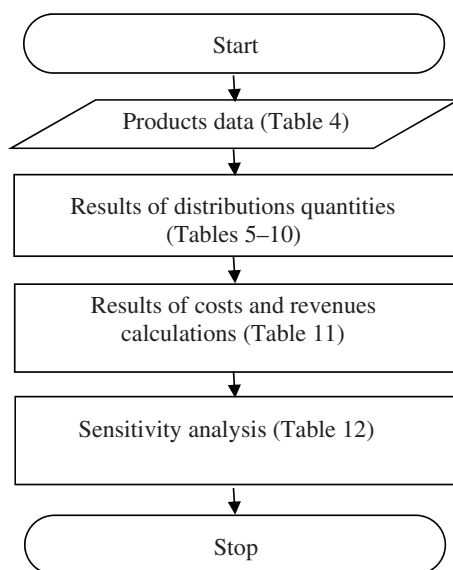 Start
Products data (Table 4)
Results of distributions quantities
(Tables 5–10)
Results of costs and revenues
calculations (Table 11)
Sensitivity analysis (Table 12)
Stop